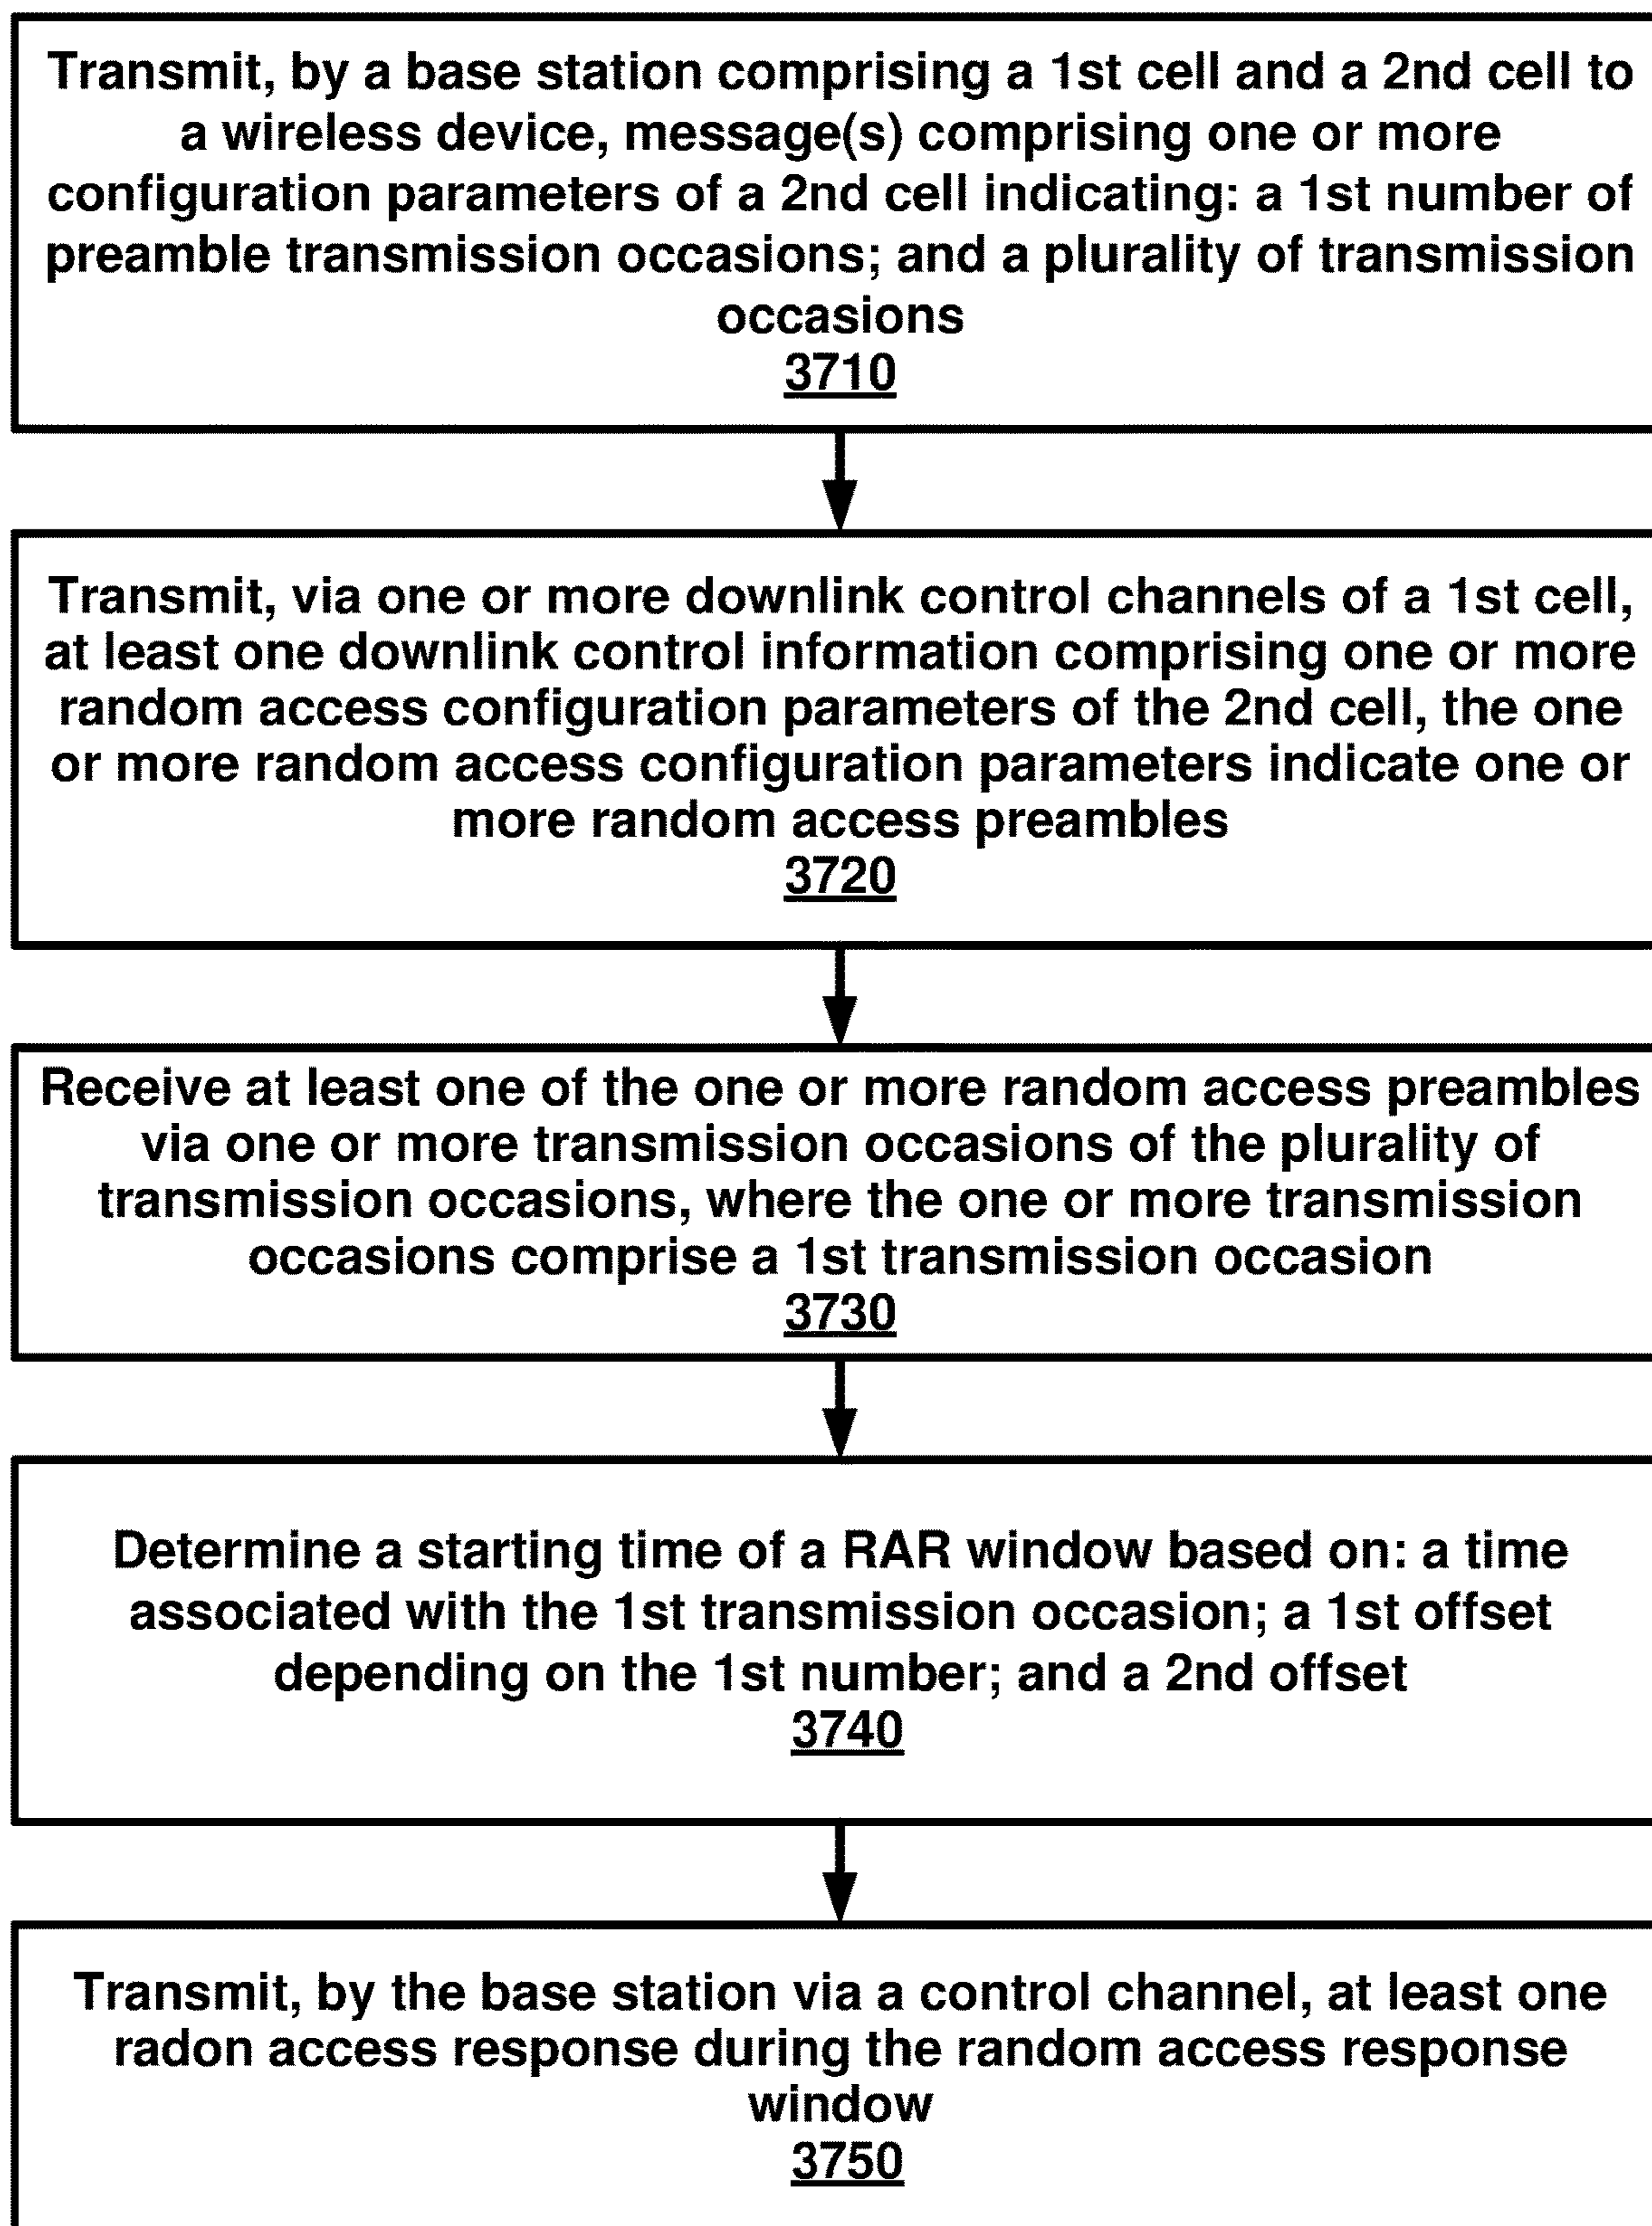 Transmit, by a base station comprising a 1st cell and a 2nd cell to
a wireless device, message(s) comprising one or more
configuration parameters of a 2nd cell indicating: a 1st number of
preamble transmission occasions; and a plurality of transmission
occasions
3710
Transmit, via one or more downlink control channels of a 1st cell,
at least one downlink control information comprising one or more
random access configuration parameters of the 2nd cell, the one
or more random access configuration parameters indicate one or
more random access preambles
3720
Receive at least one of the one or more random access preambles
via one or more transmission occasions of the plurality of
transmission occasions, where the one or more transmission
occasions comprise a 1st transmission occasion
3730
Determine a starting time of a RAR window based on: a time
associated with the 1st transmission occasion; a 1st offset
depending on the 1st number; and a 2nd offset
3740
Transmit, by the base station via a control channel, at least one
radon access response during the random access response
window
3750